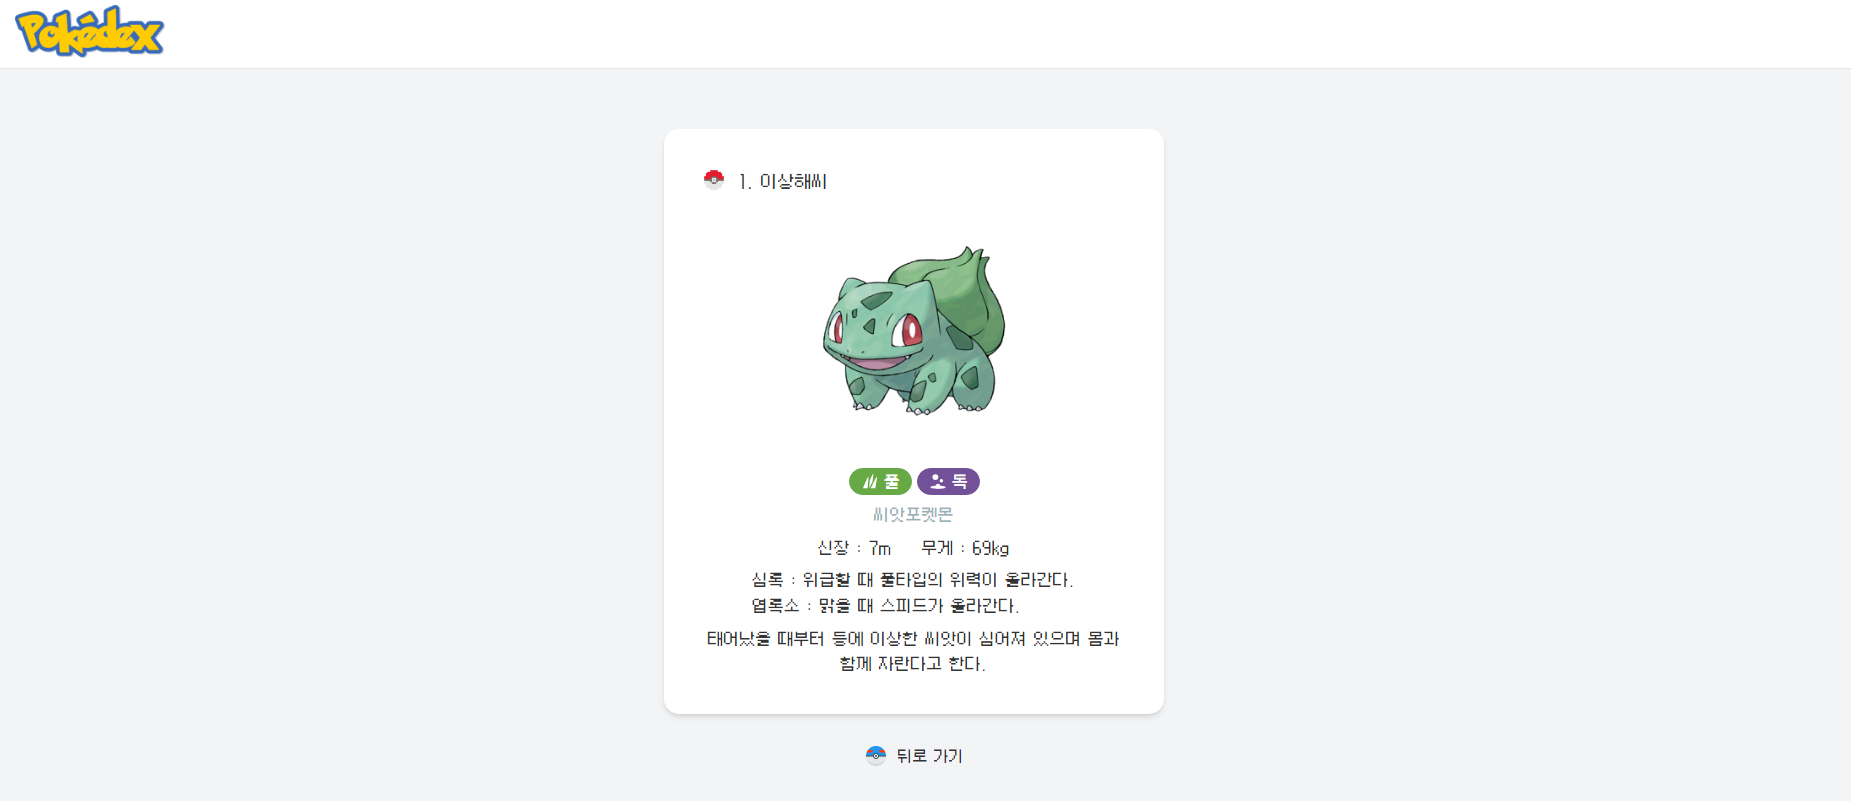 Pokédex
1. 이상해씨
풀 독
씨앗포켓몬
신장 : 7m 무게 : 69kg
심록 : 위급할 때 풀타입의 위력이 올라간다.
엽록소 : 맑을 때 스피드가 올라간다.
태어났을 때부터 등에 이상한 씨앗이 심어져 있으며 몸과
함께 자란다고 한다.
뒤로 가기